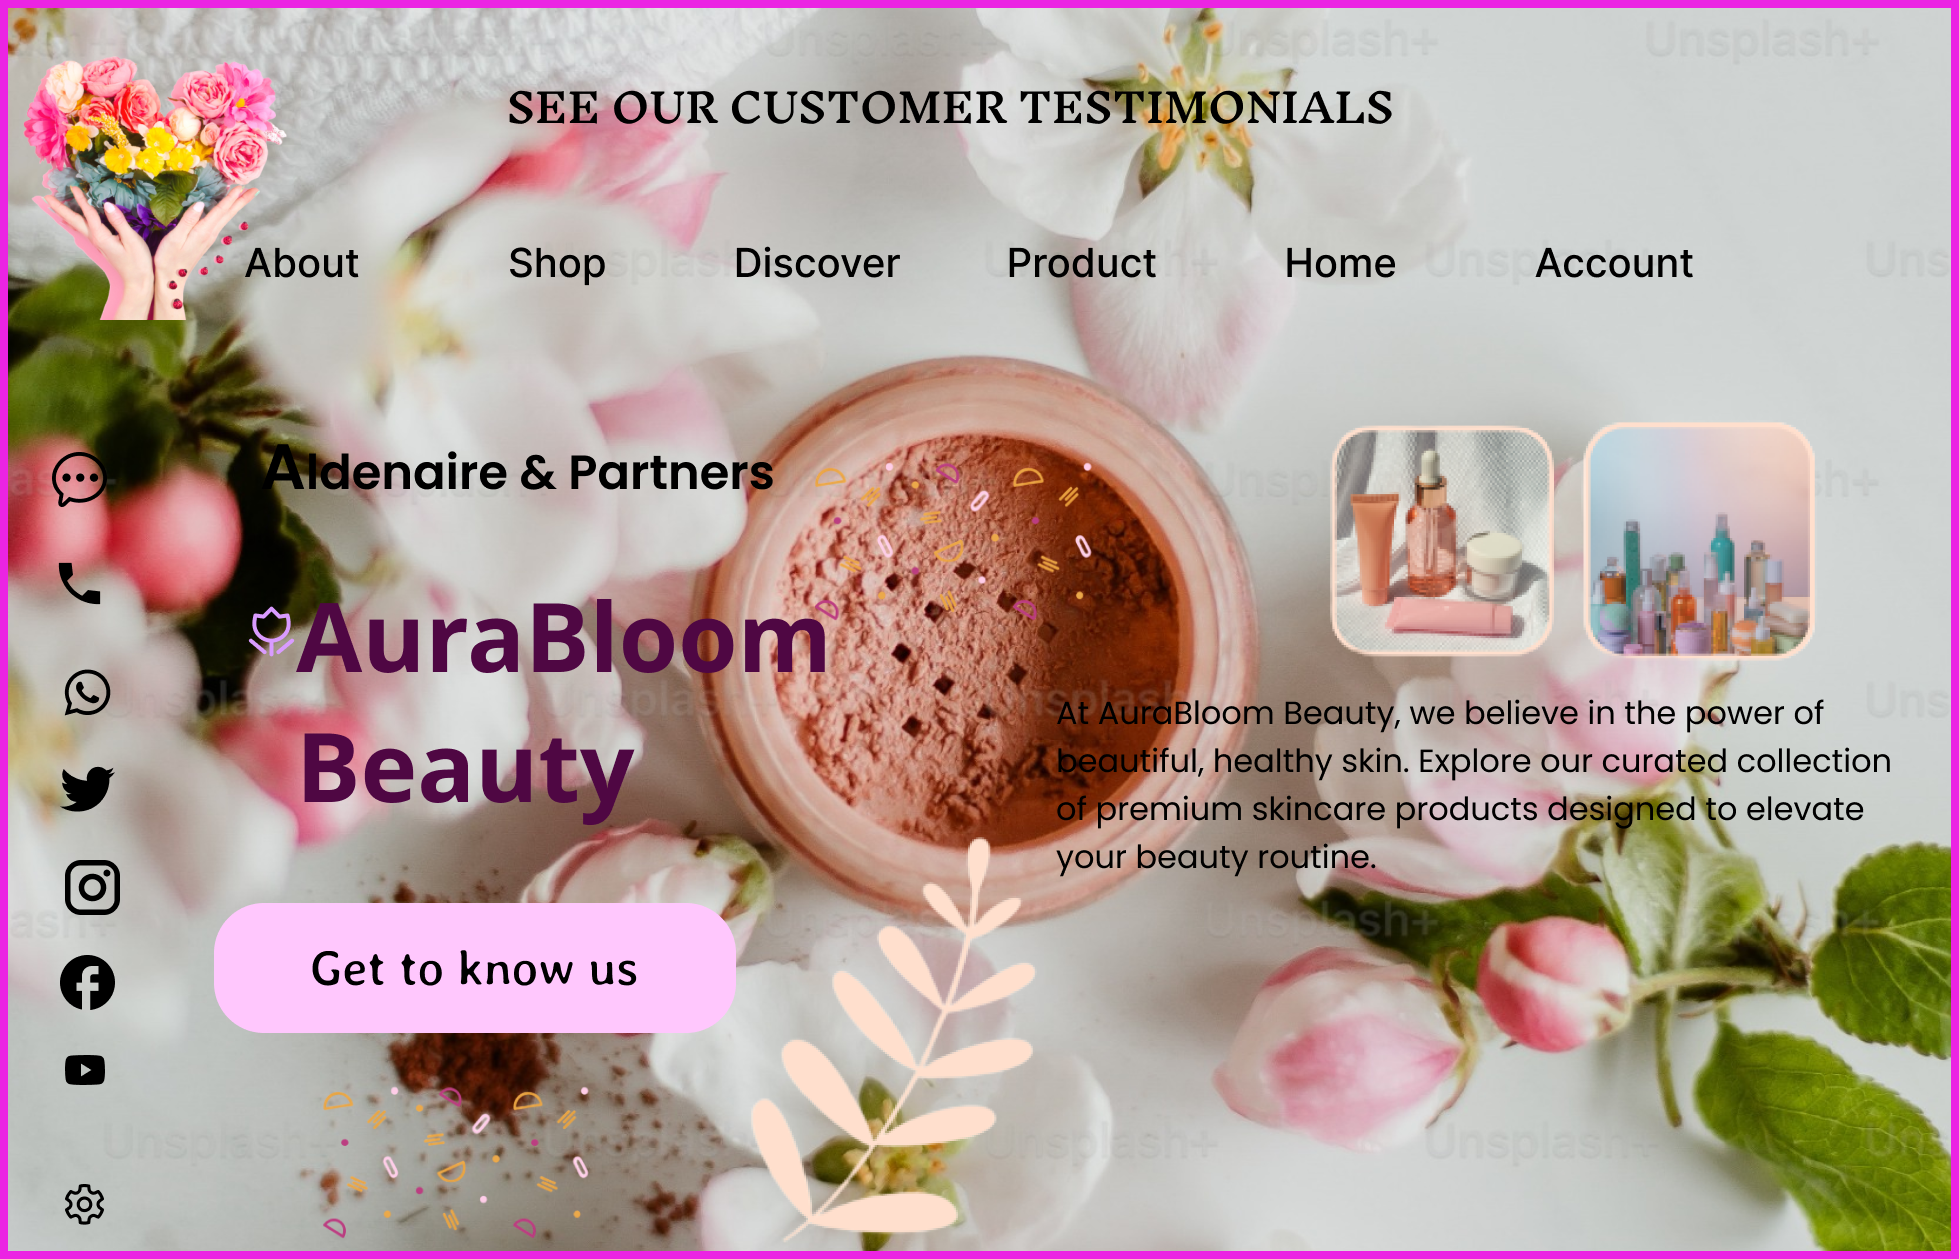 SEE OUR CUSTOMER TESTIMONIALS
About Shop Discover Product Home Account
Aldenaire & Partners
AuraBloom
Beauty
At AuraBloom Beauty, we believe in the power of
beautiful, healthy skin. Explore our curated collection
of premium skincare products designed to elevate
your beauty routine.
Get to know us
Unsplash+